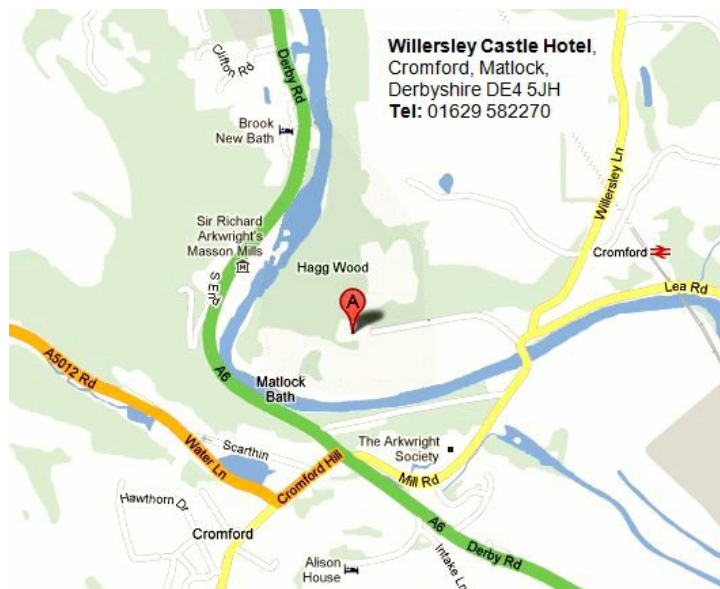 Willersley Castle Hotel,
Cromford, Matlock,
Derbyshire DE4 5JH
Tel: 01629 582270
Clifton Rd
Derby Rd
Brook
New Bath
Willersley Ln
Sir Richard
Arkwright's
Masson Mills
Hagg Wood
Cromford
Lea Rd
S End
A
A5012 Rd
A6
Matlock
Bath
Scarthin
Water Ln
Cromford Hill
The Arkwright
Society
Mill Rd
Hawthorn Dr
Cromford
A6
Derby Rd
Intake Ln
Alison
House